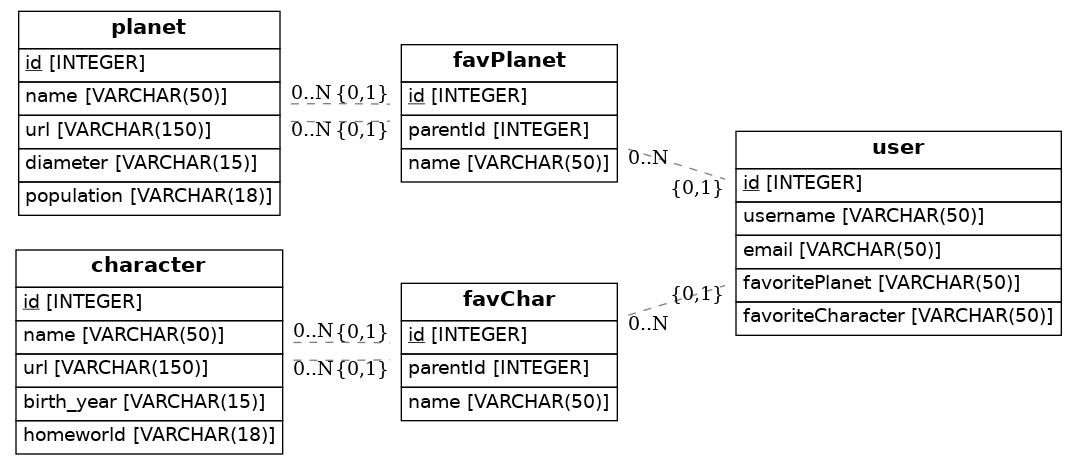 planet
id [INTEGER]
name [VARCHAR(50)]
url [VARCHAR(150)]
diameter [VARCHAR(15)]
population [VARCHAR(18)]
0..N {0,1}
0..N {0,1}
favPlanet
id [INTEGER]
parentId [INTEGER]
name [VARCHAR(50)]
0..N
{0,1}
user
id [INTEGER]
username [VARCHAR(50)]
email [VARCHAR(50)]
favoritePlanet [VARCHAR(50)]
favoriteCharacter [VARCHAR(50)]
character
id [INTEGER]
name [VARCHAR(50)]
url [VARCHAR(150)]
birth_year [VARCHAR(15)]
homeworld [VARCHAR(18)]
0..N {0,1}
0..N {0,1}
favChar
id [INTEGER]
parentId [INTEGER]
name [VARCHAR(50)]
{0,1}
0..N